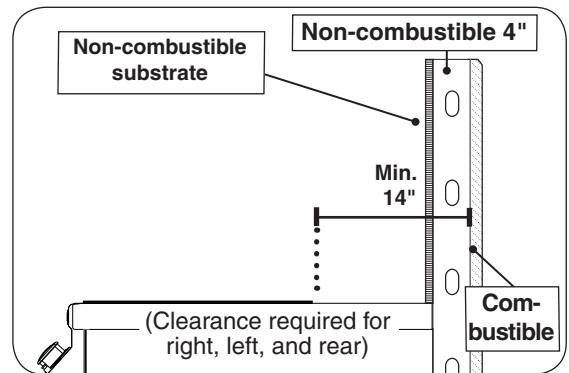 Non-combustible
substrate
Non-combustible 4"
Min.
14"
Com-
bustible
(Clearance required for
right, left, and rear)